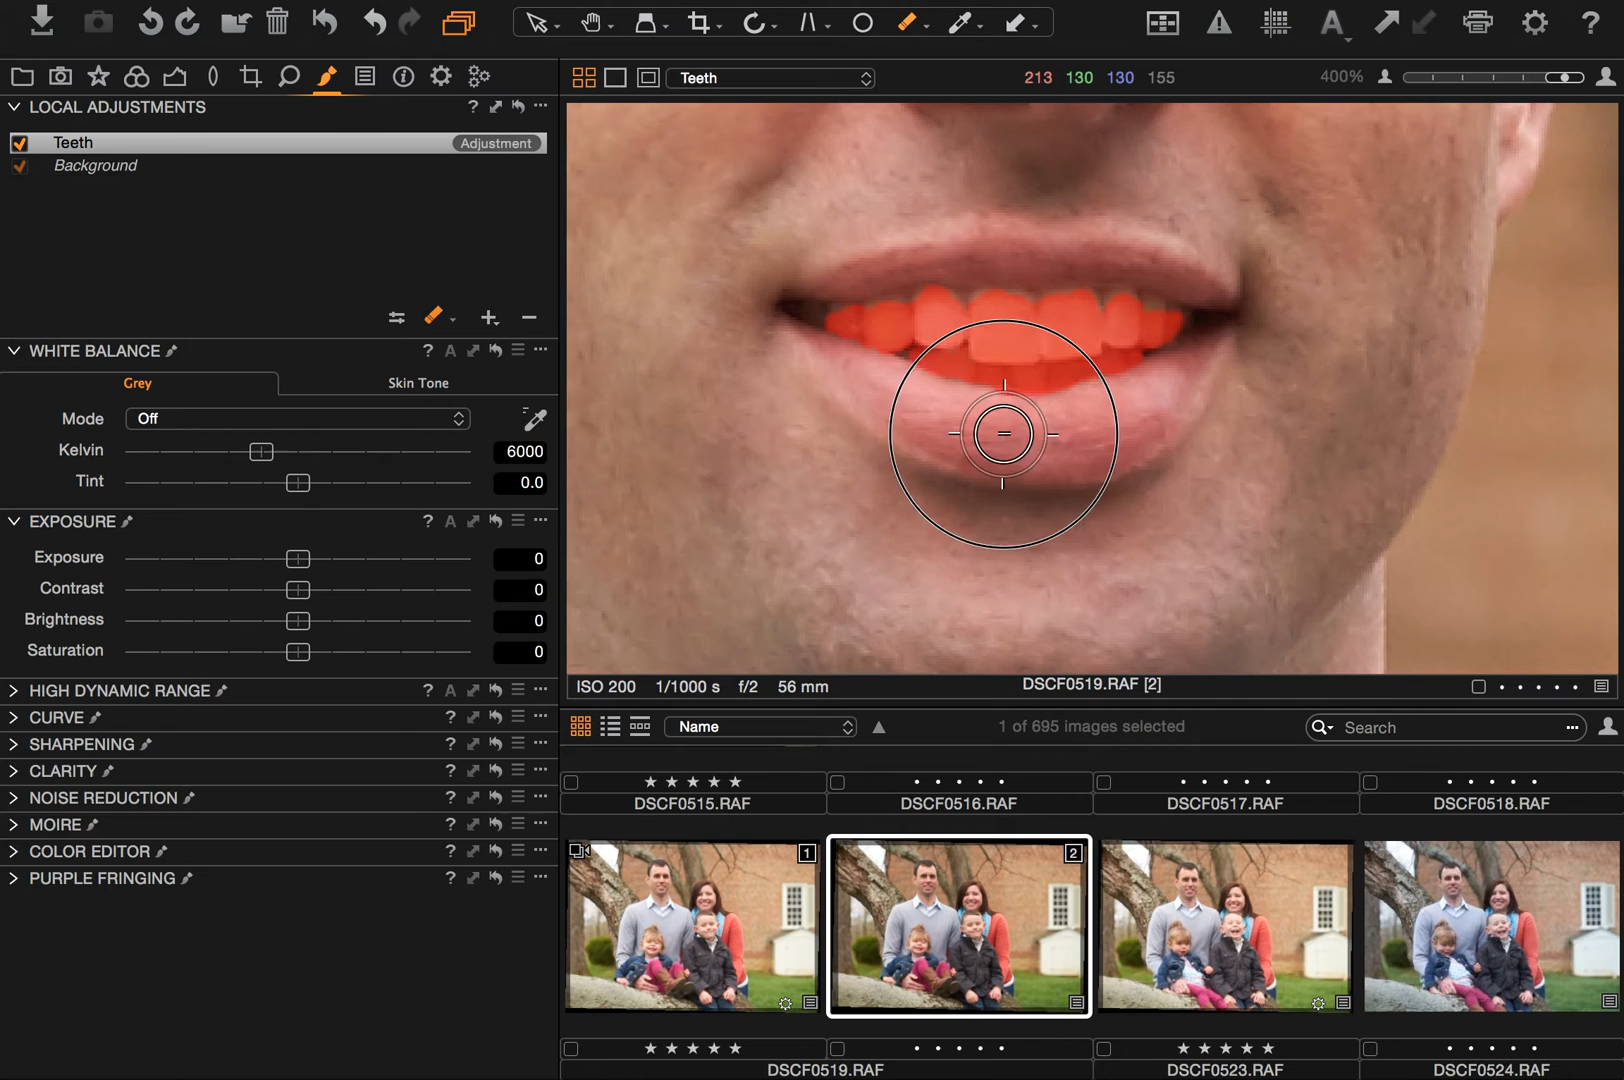 Teeth
213 130 130 155
400%
LOCAL ADJUSTMENTS
?
Teeth
Adjustment
Background
WHITE BALANCE
? A
Grey
Skin Tone
Mode
Off
Kelvin
6000
Tint
0.0
EXPOSURE
? A
Exposure
0
Contrast
0
Brightness
0
Saturation
0
HIGH DYNAMIC RANGE
? A
CURVE
?
SHARPENING
?
CLARITY
?
NOISE REDUCTION
?
MOIRE
?
COLOR EDITOR
?
PURPLE FRINGING
?
ISO 200 1/1000 s f/2 56 mm
DSCF0519.RAF [2]
Name
1 of 695 images selected
Search
DSCF0515.RAF
DSCF0516.RAF
DSCF0517.RAF
DSCF0518.RAF
1
2
DSCF0519.RAF
DSCF0523.RAF
DSCF0524.RAF